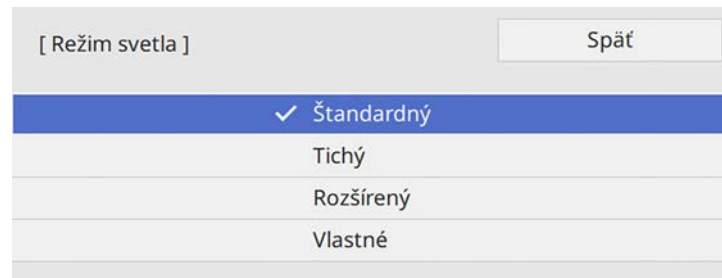 [ Režim svetla ]
Späť
Štandardný
Tichý
Rozšírený
Vlastné